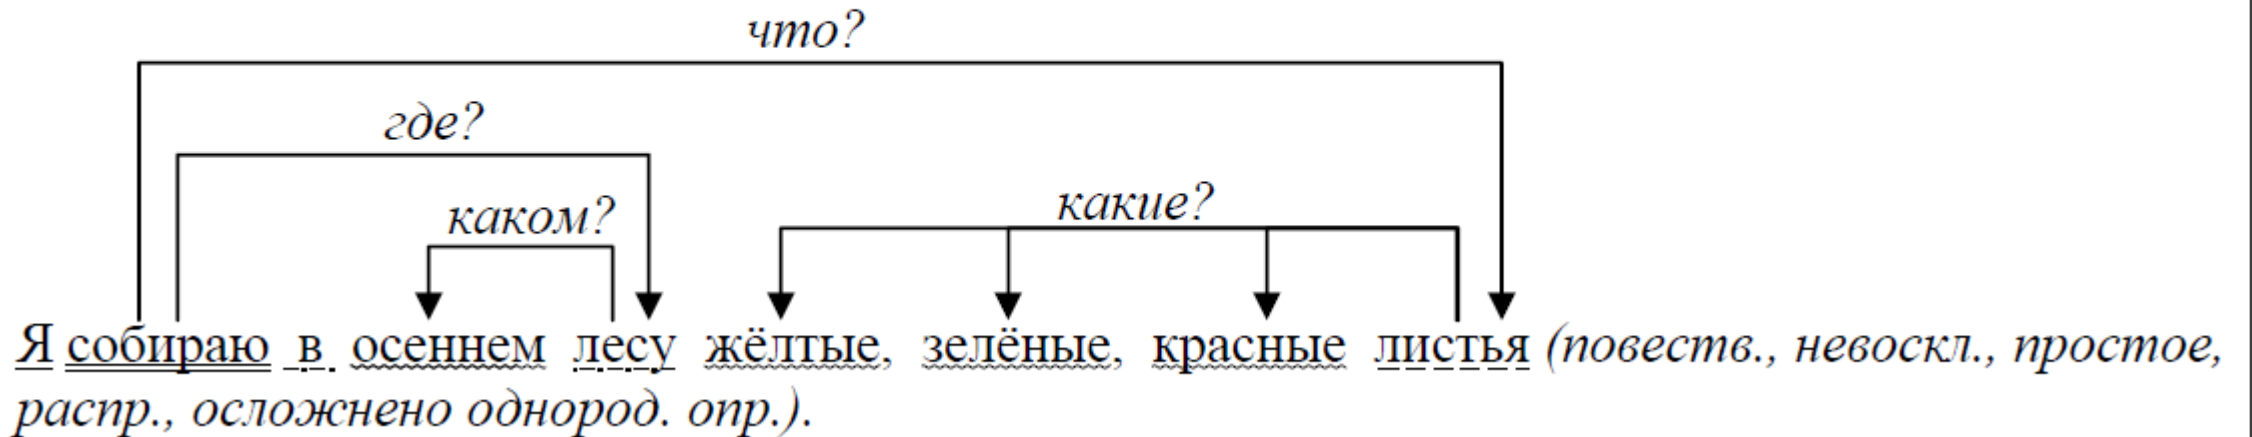 что?
где?
каком?
какие?
Я собираю в осеннем лесу жёлтые, зелёные, красные листья (повеств., невоскл., простое,
распр., осложнено однород. опр.).